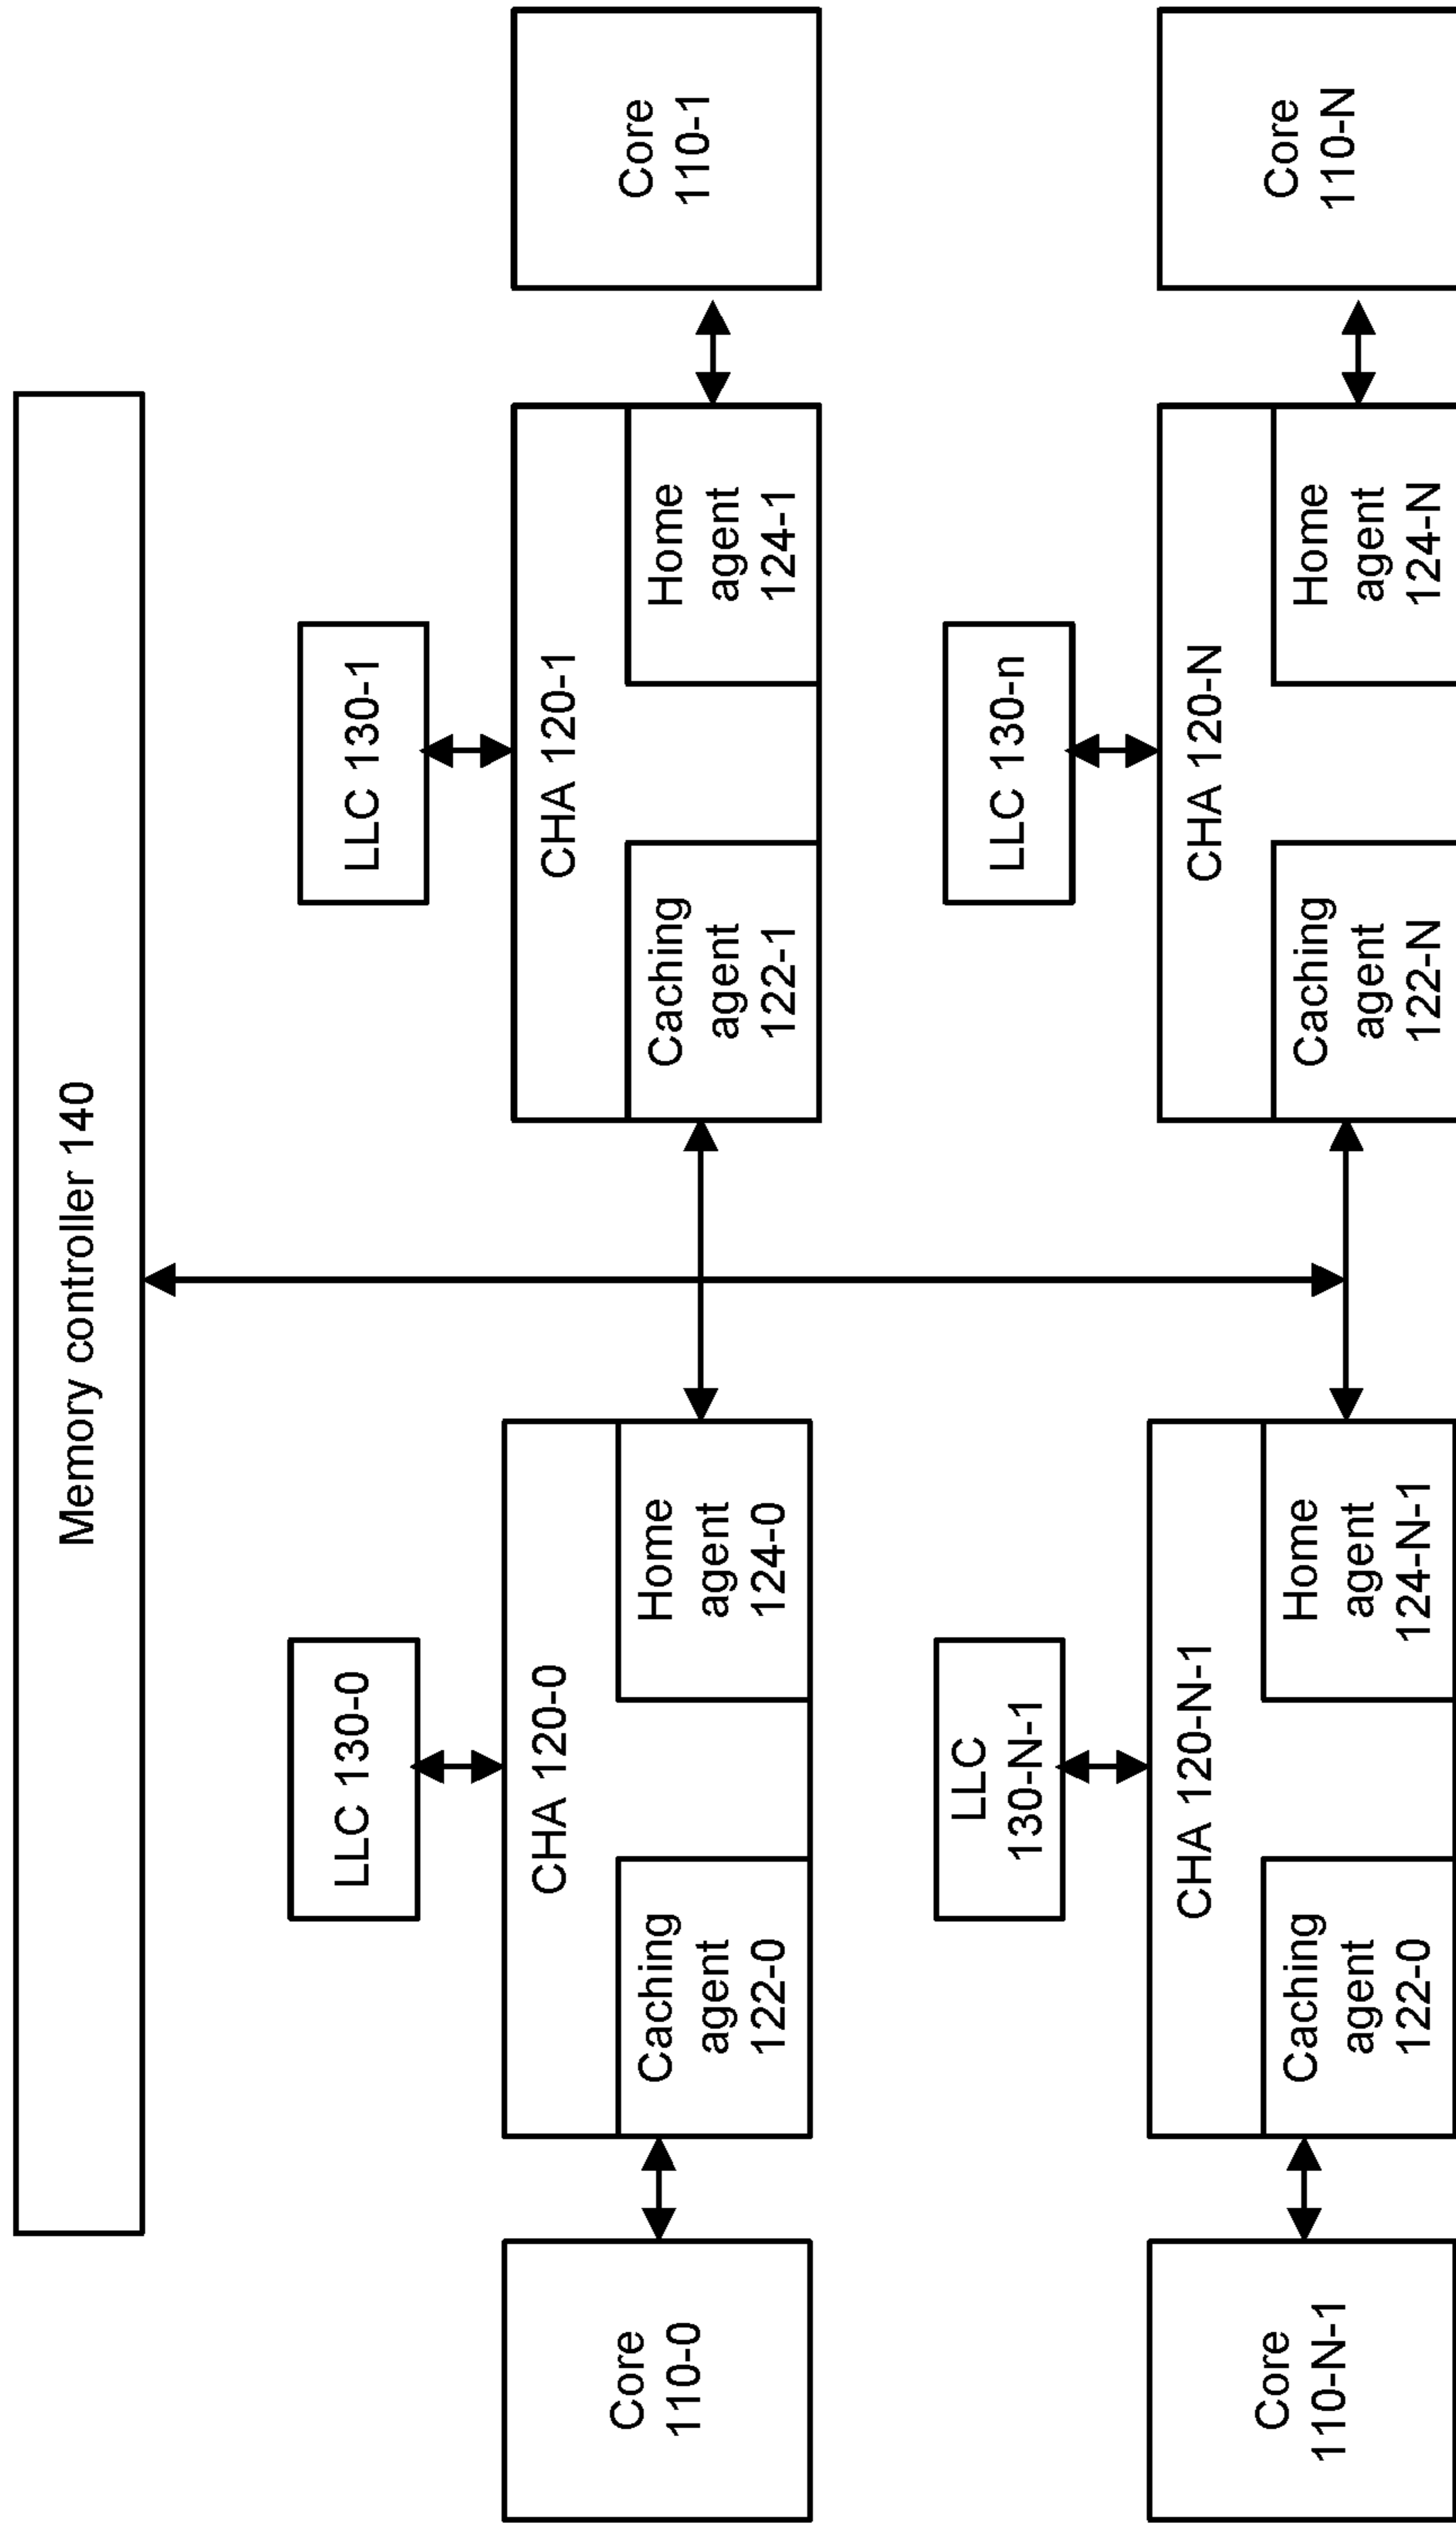 Memory controller 140
LLC 130-0
LLC 130-1
Core
110-0
CHA 120-0
Caching
agent
122-0
Home
agent
124-0
CHA 120-1
Caching
agent
122-1
Home
agent
124-1
Core
110-1
LLC
130-N-1
LLC 130-n
Core
110-N-1
CHA 120-N-1
Caching
agent
122-0
Home
agent
124-N-1
CHA 120-N
Caching
agent
122-N
Home
agent
124-N
Core
110-N